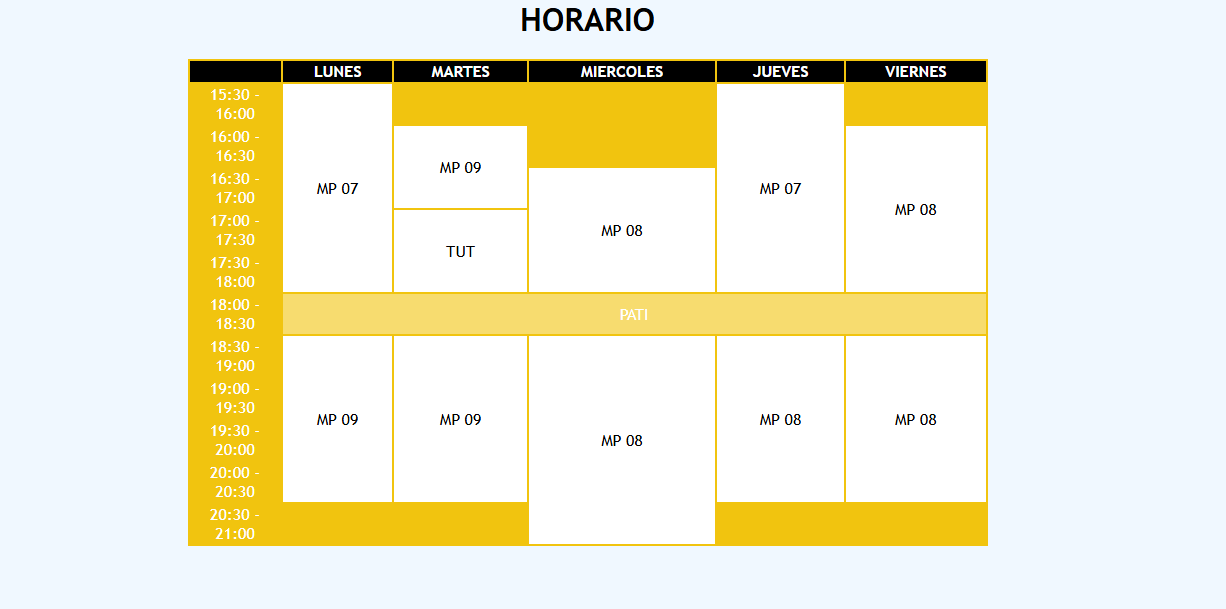 HORARIO
LUNES MARTES MIERCOLES JUEVES VIERNES
15:30 -
16:00
16:00 -
16:30
MP 09
16:30 -
17:00
MP 07
MP 07
MP 08
17:00 -
17:30
MP 08
TUT
17:30 -
18:00
18:00 -
18:30
PATI
18:30 -
19:00
19:00 -
19:30
MP 09 MP 09 MP 08 MP 08
19:30 -
20:00
MP 08
20:00 -
20:30
20:30 -
21:00